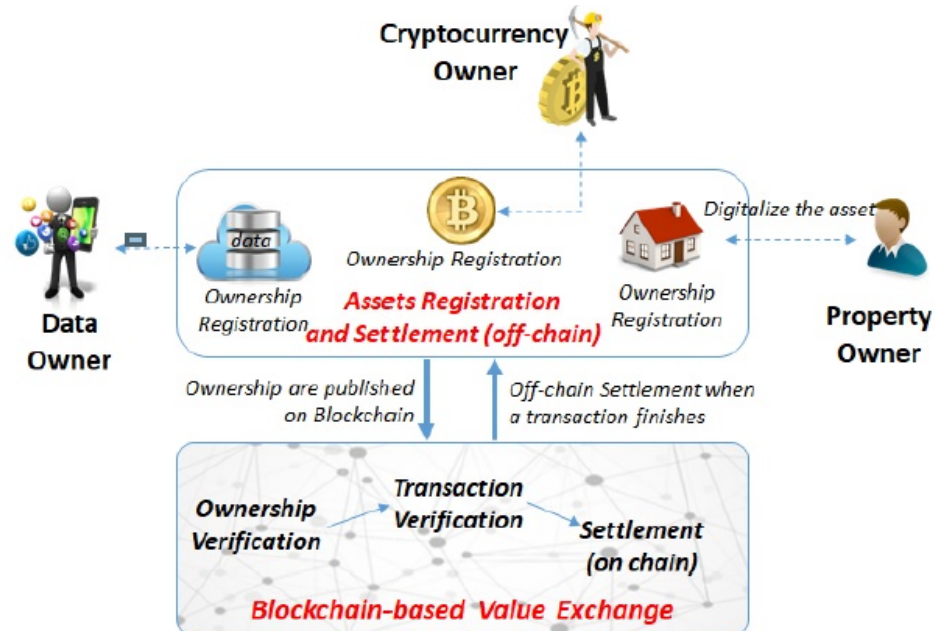 Cryptocurrency
Owner
Digitalize the asset
data
Ownership Registration
Ownership
Registration
Ownership
Registration
Assets Registration
and Settlement (off-chain)
Data
Owner
Property
Owner
Ownership are published
on Blockchain
Off-chain Settlement when
a transaction finishes
Ownership
Verification
Transaction
Verification
Settlement
(on chain)
Blockchain-based Value Exchange